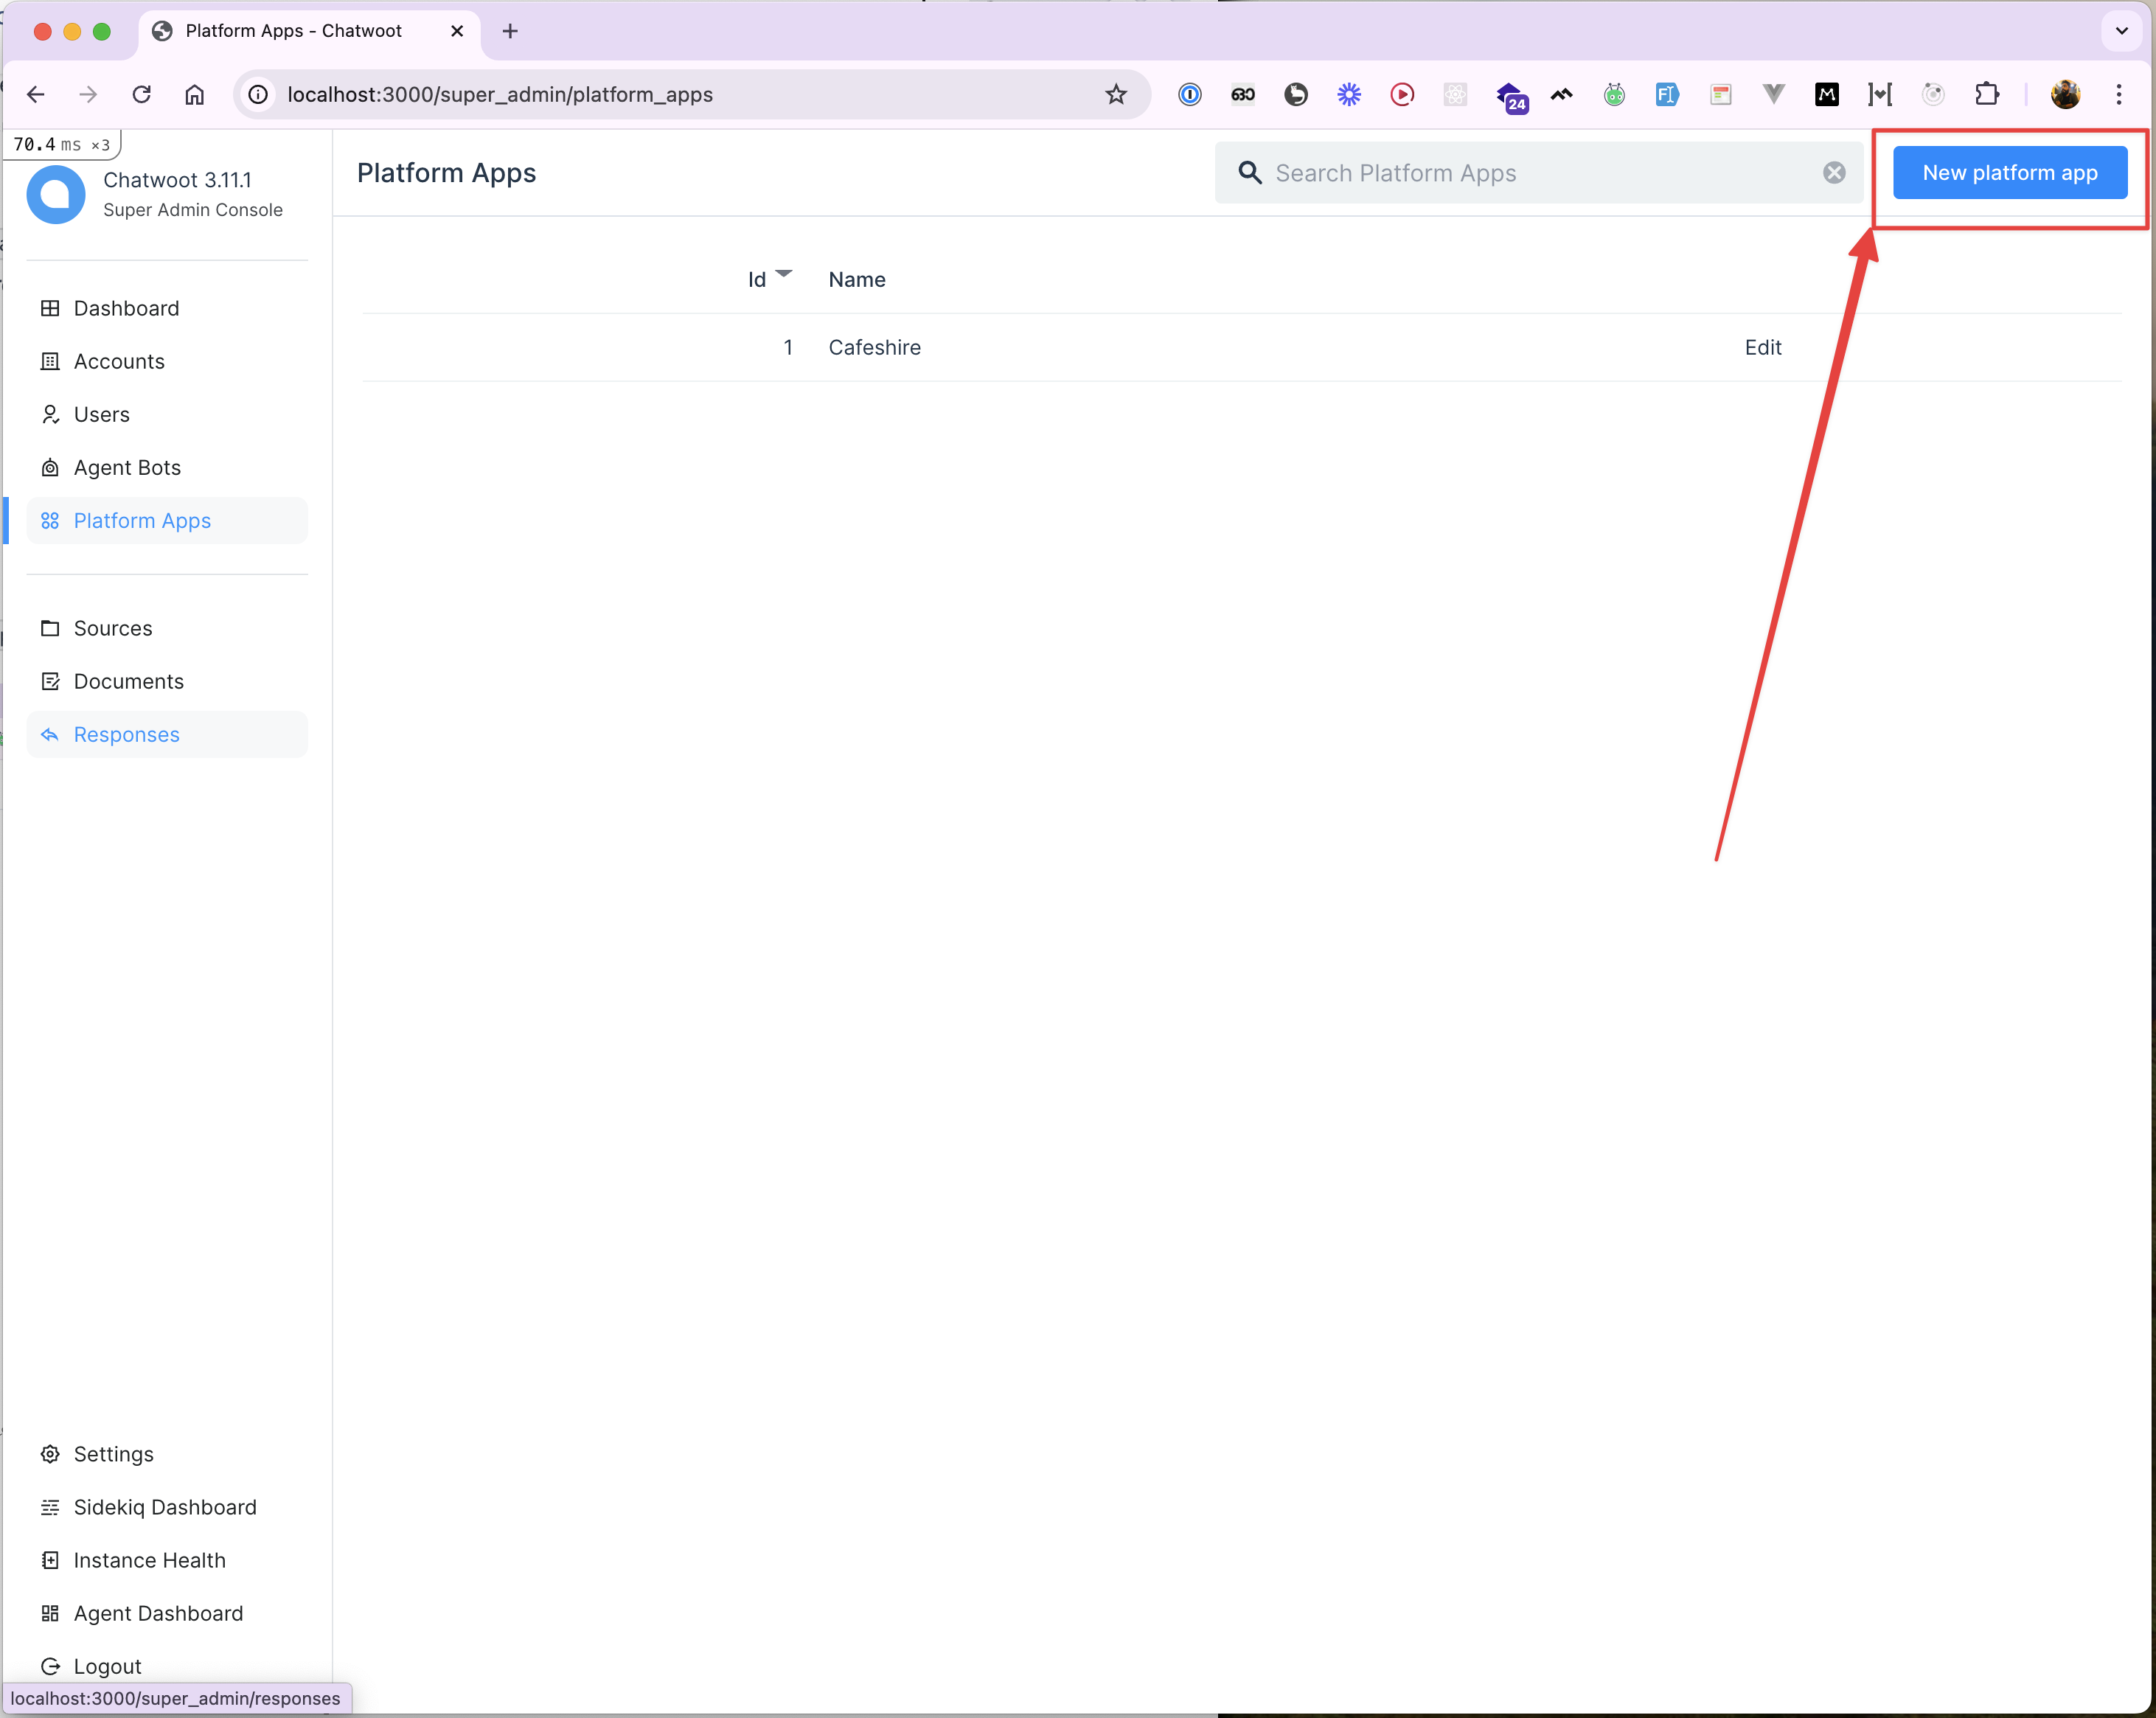 Platform Apps - Chatwoot
localhost:3000/super_admin/platform_apps
24
70.4 ms ×3
Chatwoot 3.11.1
Super Admin Console
Platform Apps
Search Platform Apps
New platform app
Id Name
1 Cafeshire Edit
Dashboard
Accounts
Users
Agent Bots
Platform Apps
Sources
Documents
Responses
Settings
Sidekiq Dashboard
Instance Health
Agent Dashboard
Logout
localhost:3000/super_admin/responses